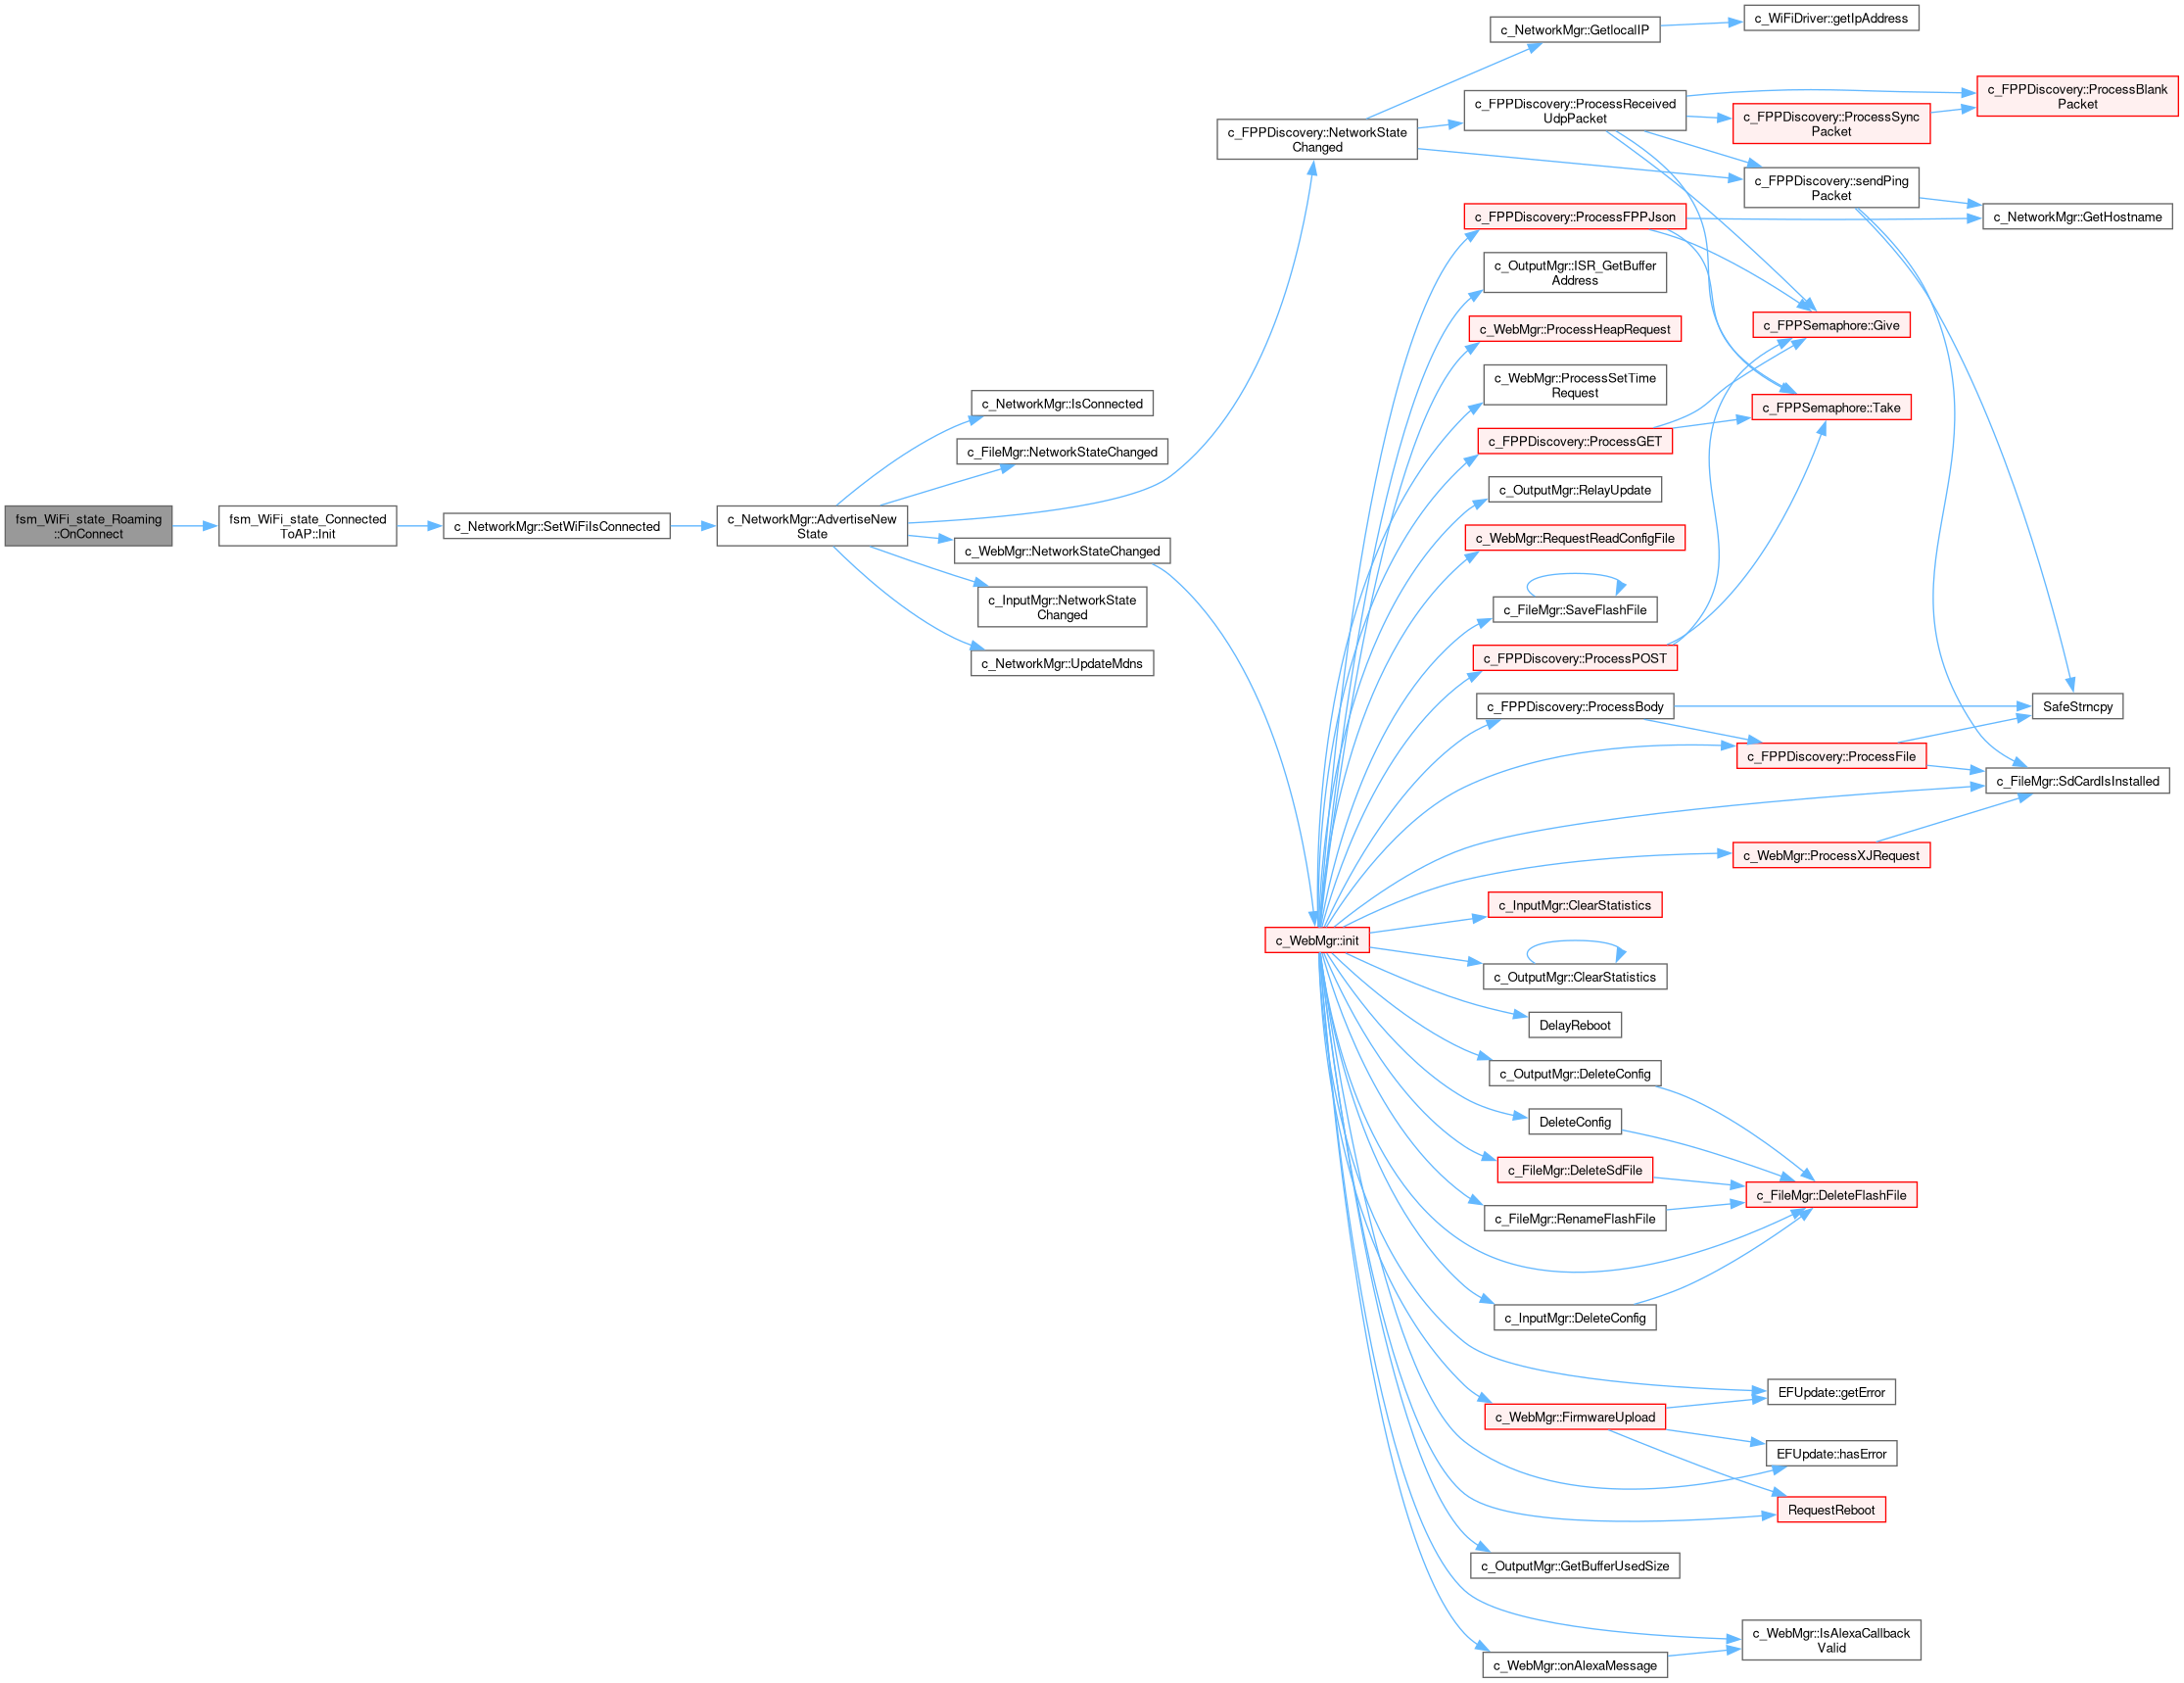 fsm_WiFi_state_Roaming
::OnConnect
fsm_WiFi_state_Connected
ToAP::Init
c_NetworkMgr::SetWiFiIsConnected
c_NetworkMgr::AdvertiseNew
State
c_NetworkMgr::IsConnected
c_FileMgr::NetworkStateChanged
c_WebMgr::NetworkStateChanged
c_InputMgr::NetworkState
Changed
c_NetworkMgr::UpdateMdns
c_FPPDiscovery::NetworkState
Changed
c_WebMgr::init
c_NetworkMgr::GetlocalIP
c_FPPDiscovery::ProcessReceived
UdpPacket
c_FPPDiscovery::ProcessFPPJson
c_OutputMgr::ISR_GetBuffer
Address
c_WebMgr::ProcessHeapRequest
c_WebMgr::ProcessSetTime
Request
c_FPPDiscovery::ProcessGET
c_OutputMgr::RelayUpdate
c_WebMgr::RequestReadConfigFile
c_FileMgr::SaveFlashFile
c_FPPDiscovery::ProcessPOST
c_FPPDiscovery::ProcessBody
c_InputMgr::ClearStatistics
c_OutputMgr::ClearStatistics
DelayReboot
c_OutputMgr::DeleteConfig
DeleteConfig
c_FileMgr::DeleteSdFile
c_FileMgr::RenameFlashFile
c_InputMgr::DeleteConfig
c_WebMgr::FirmwareUpload
c_OutputMgr::GetBufferUsedSize
c_WebMgr::onAlexaMessage
c_WiFiDriver::getIpAddress
c_FPPDiscovery::ProcessSync
Packet
c_FPPDiscovery::sendPing
Packet
c_FPPSemaphore::Give
c_FPPSemaphore::Take
c_FPPDiscovery::ProcessFile
c_WebMgr::ProcessXJRequest
c_FileMgr::DeleteFlashFile
EFUpdate::getError
EFUpdate::hasError
RequestReboot
c_WebMgr::IsAlexaCallback
Valid
c_FPPDiscovery::ProcessBlank
Packet
c_NetworkMgr::GetHostname
SafeStrncpy
c_FileMgr::SdCardIsInstalled